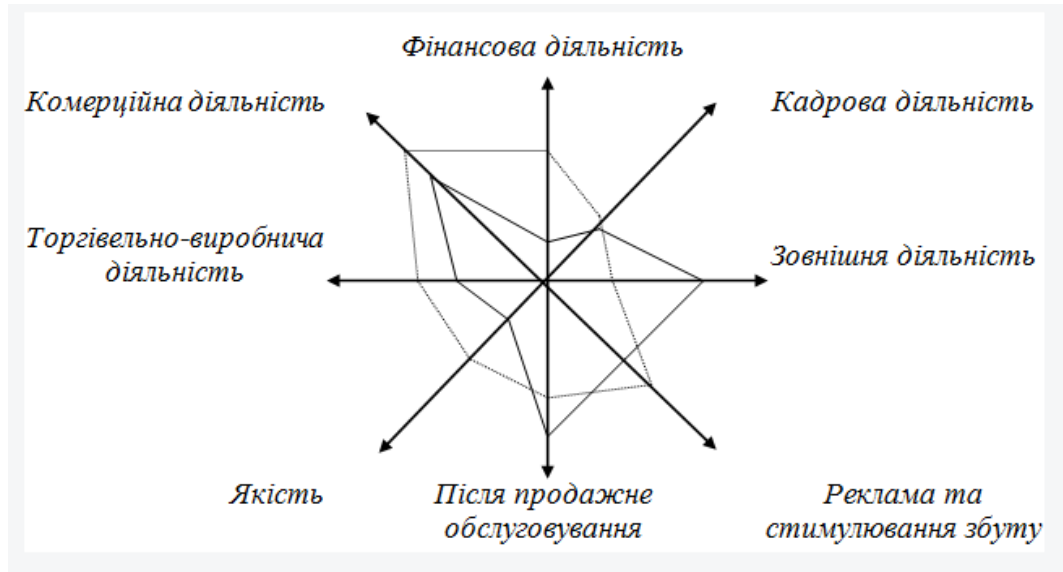 Фінансова діяльність
Комерційна діяльність
Кадрова діяльність
Торгівельно-виробнича
діяльність
Зовнішня діяльність
Якість
Після продажне
обслуговування
Реклама та
стимулювання збуту